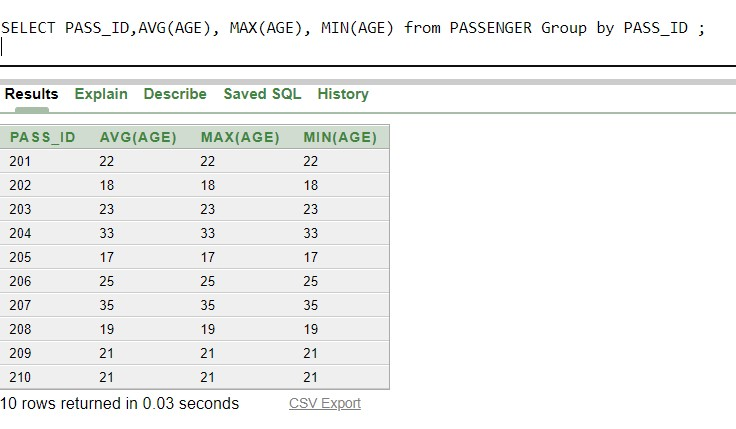 SELECT PASS_ID,AVG(AGE), MAX(AGE), MIN(AGE) from PASSENGER Group by PASS_ID ;
Results Explain Describe Saved SQL History
PASS_ID AVG(AGE) MAX(AGE) MIN(AGE)
201 22 22 22
202 18 18 18
203 23 23 23
204 33 33 33
205 17 17 17
206 25 25 25
207 35 35 35
208 19 19 19
209 21 21 21
210 21 21 21
10 rows returned in 0.03 seconds CSV Export